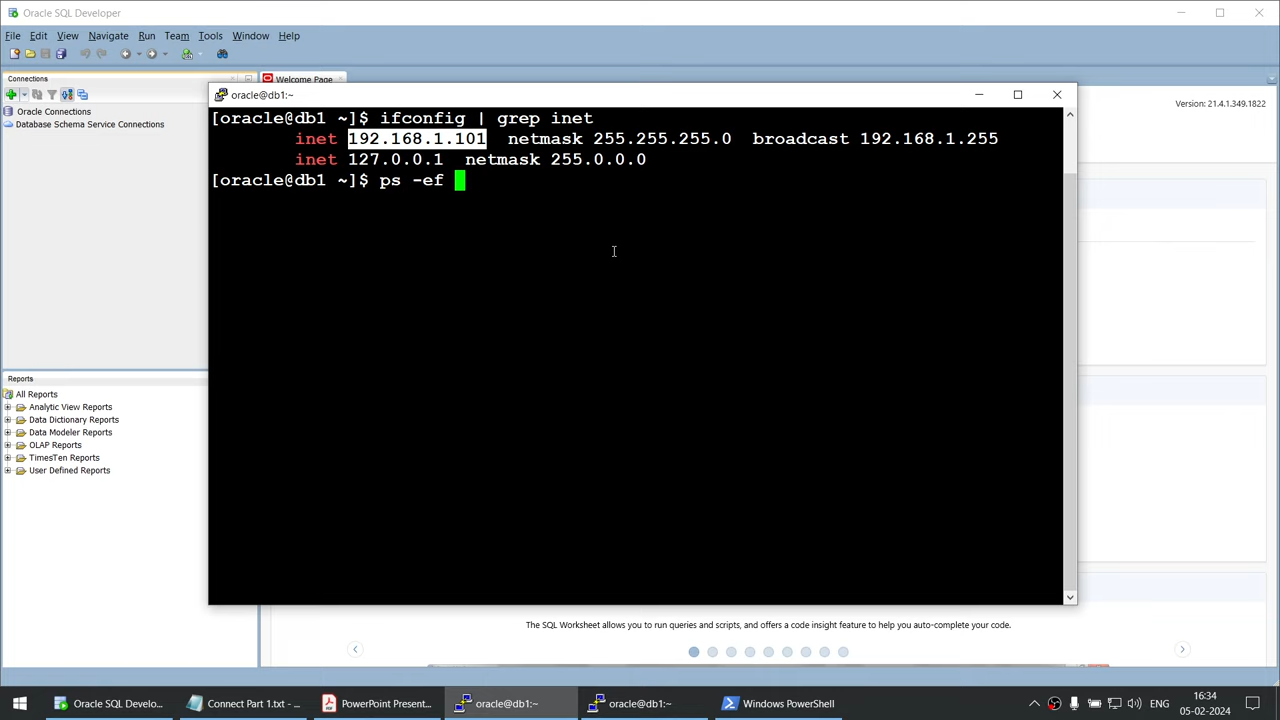 Oracle SQL Developer
File Edit View Navigate Run Team Tools Window Help
Connections
Welcome Page
Oracle Connections
Database Schema Service Connections
Version: 21.4.1.349.1822
oracle@db1:~
[oracle@db1 ~]$ ifconfig | grep inet
inet 192.168.1.101 netmask 255.255.255.0 broadcast 192.168.1.255
inet 127.0.0.1 netmask 255.0.0.0
[oracle@db1 ~]$ ps -ef
Reports
All Reports
Analytic View Reports
Data Dictionary Reports
Data Modeler Reports
OLAP Reports
TimesTen Reports
User Defined Reports
The SQL Worksheet allows you to run queries and scripts, and offers a code insight feature to help you auto-complete your code.
Oracle SQL Develo...
Connect Part 1.txt - ...
PowerPoint Present...
oracle@db1:~
oracle@db1:~
Windows PowerShell
ENG
16:34
05-02-2024